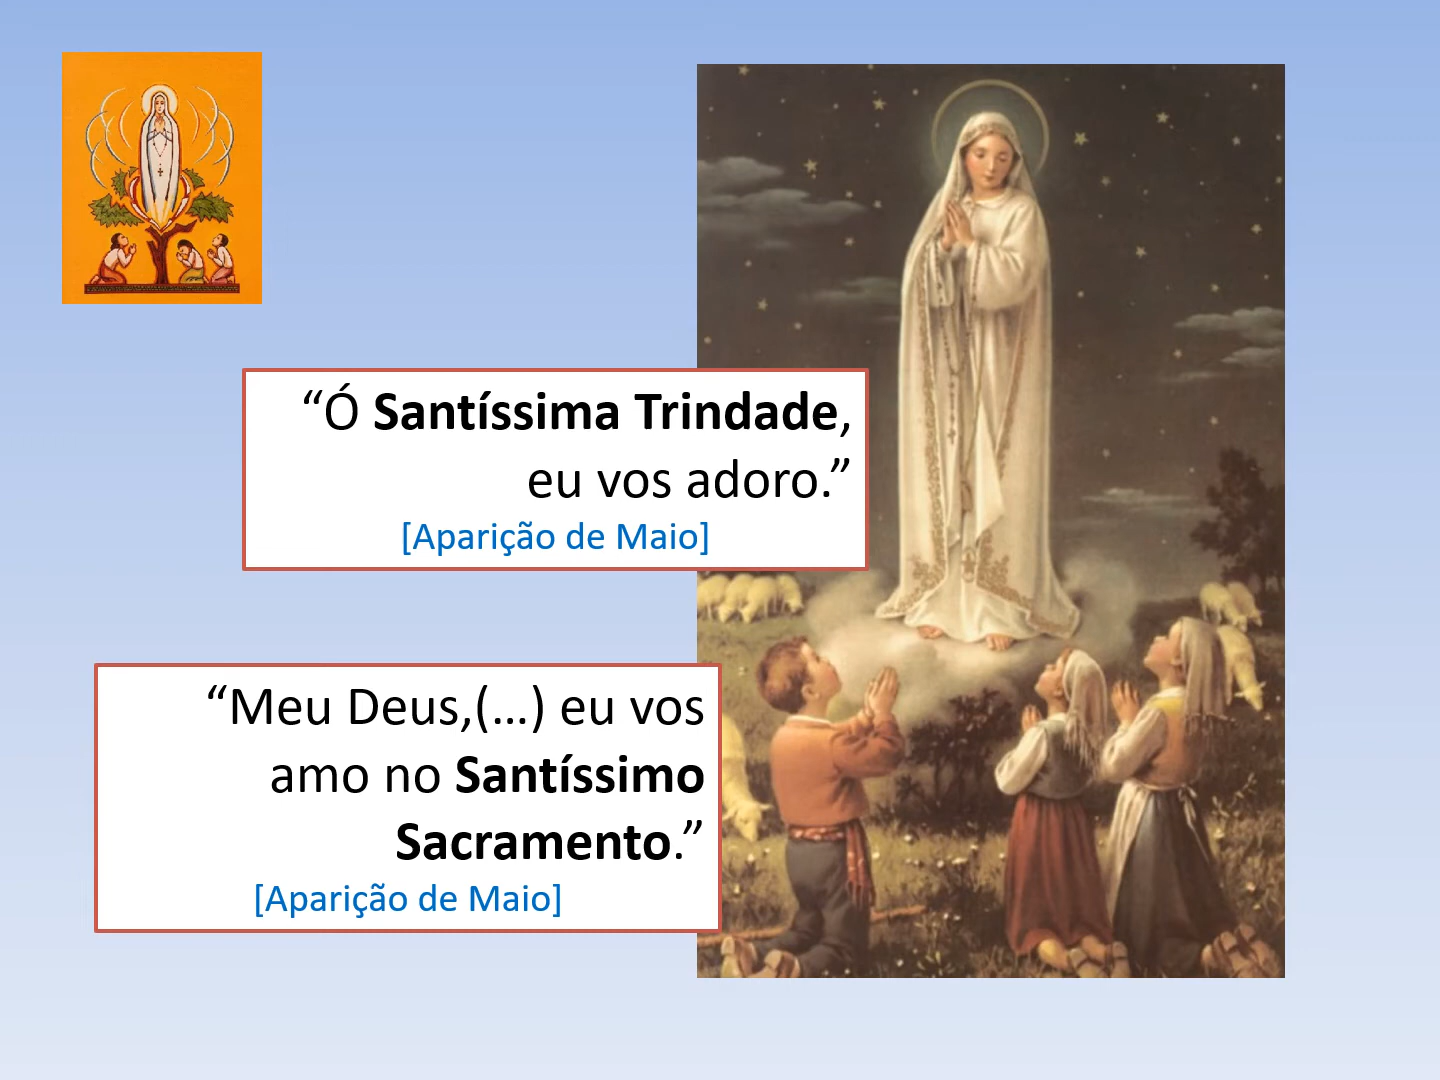 “Ó Santíssima Trindade,
eu vos adoro.”
[Aparição de Maio]
“Meu Deus,(…) eu vos
amo no Santíssimo
Sacramento.”
[Aparição de Maio]